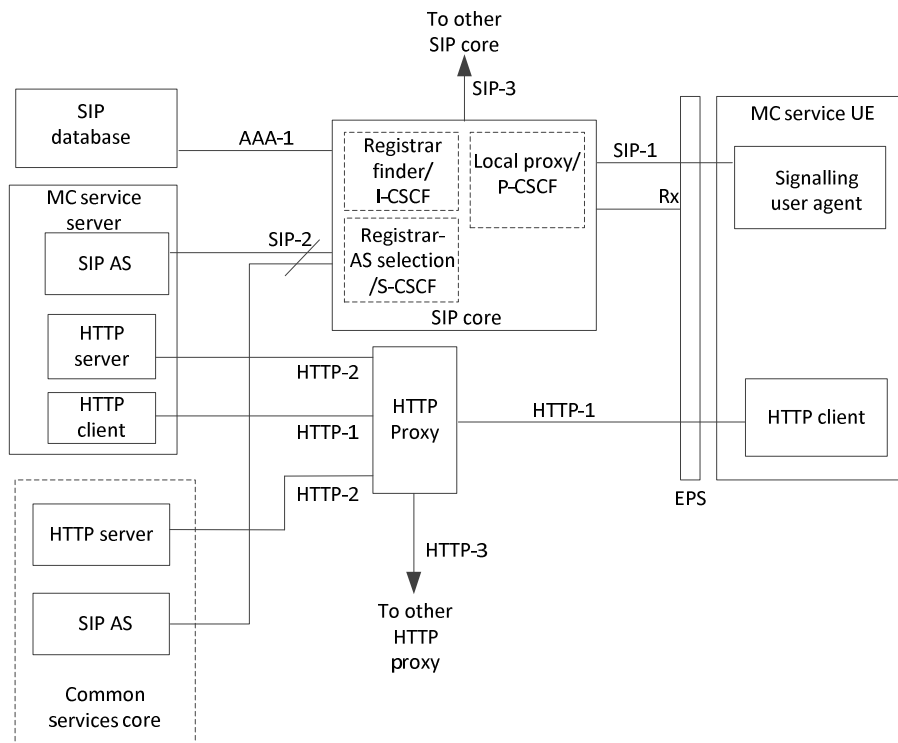 To other
SIP core
SIP-3
SIP
database
AAA-1
Registrar
finder/
I-CSCF
Local proxy/
P-CSCF
SIP-1
Rx
MC service UE
Signalling
user agent
MC service
server
SIP AS
SIP-2
Registrar-
AS selection
/S-CSCF
SIP core
HTTP
server
HTTP-2
HTTP
client
HTTP-1
HTTP
Proxy
HTTP-1
HTTP client
HTTP-2
EPS
HTTP server
HTTP-3
SIP AS
To other
HTTP
proxy
Common
services core